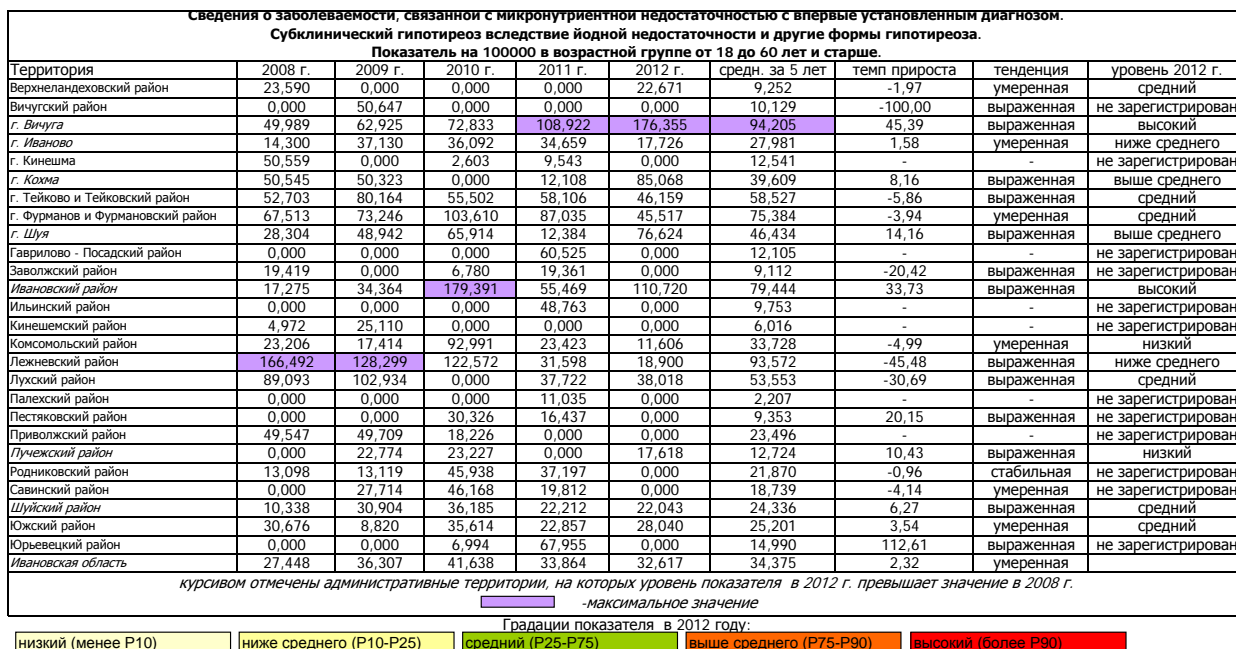 Сведения о заболеваемости, связанной с микронутриентной недостаточностью с впервые установленным диагнозом.
Субклинический гипотиреоз вследствие йодной недостаточности и другие формы гипотиреоза.
Показатель на 100000 в возрастной группе от 18 до 60 лет и старше.
Территория 2008 г. 2009 г. 2010 г. 2011 г. 2012 г. средн. за 5 лет темп прироста тенденция уровень 2012 г.
Верхнеландеховский район 23,590 0,000 0,000 0,000 22,671 9,252 -1,97 умеренная средний
Вичугский район 0,000 50,647 0,000 0,000 0,000 10,129 -100,00 выраженная не зарегистрирован
г. Вичуга 49,989 62,925 72,833 108,922 176,355 94,205 45,39 выраженная высокий
г. Иваново 14,300 37,130 36,092 34,659 17,726 27,981 1,58 умеренная ниже среднего
г. Кинешма 50,559 0,000 2,603 9,543 0,000 12,541 - - не зарегистрирован
г. Кохма 50,545 50,323 0,000 12,108 85,068 39,609 8,16 выраженная выше среднего
г. Тейково и Тейковский район 52,703 80,164 55,502 58,106 46,159 58,527 -5,86 выраженная средний
г. Фурманов и Фурмановский район 67,513 73,246 103,610 87,035 45,517 75,384 -3,94 умеренная средний
г. Шуя 28,304 48,942 65,914 12,384 76,624 46,434 14,16 выраженная выше среднего
Гаврилово - Посадский район 0,000 0,000 0,000 60,525 0,000 12,105 - - не зарегистрирован
Заволжский район 19,419 0,000 6,780 19,361 0,000 9,112 -20,42 выраженная не зарегистрирован
Ивановский район 17,275 34,364 179,391 55,469 110,720 79,444 33,73 выраженная высокий
Ильинский район 0,000 0,000 0,000 48,763 0,000 9,753 - - не зарегистрирован
Кинешемский район 4,972 25,110 0,000 0,000 0,000 6,016 - - не зарегистрирован
Комсомольский район 23,206 17,414 92,991 23,423 11,606 33,728 -4,99 умеренная низкий
Лежневский район 166,492 128,299 122,572 31,598 18,900 93,572 -45,48 выраженная ниже среднего
Лухский район 89,093 102,934 0,000 37,722 38,018 53,553 -30,69 выраженная средний
Палехский район 0,000 0,000 0,000 11,035 0,000 2,207 - - не зарегистрирован
Пестяковский район 0,000 0,000 30,326 16,437 0,000 9,353 20,15 выраженная не зарегистрирован
Приволжский район 49,547 49,709 18,226 0,000 0,000 23,496 - - не зарегистрирован
Пучежский район 0,000 22,774 23,227 0,000 17,618 12,724 10,43 выраженная низкий
Родниковский район 13,098 13,119 45,938 37,197 0,000 21,870 -0,96 стабильная не зарегистрирован
Савинский район 0,000 27,714 46,168 19,812 0,000 18,739 -4,14 умеренная не зарегистрирован
Шуйский район 10,338 30,904 36,185 22,212 22,043 24,336 6,27 выраженная средний
Южский район 30,676 8,820 35,614 22,857 28,040 25,201 3,54 умеренная средний
Юрьевецкий район 0,000 0,000 6,994 67,955 0,000 14,990 112,61 выраженная не зарегистрирован
Ивановская область 27,448 36,307 41,638 33,864 32,617 34,375 2,32 умеренная
курсивом отмечены административные территории, на которых уровень показателя в 2012 г. превышает значение в 2008 г.
-максимальное значение
Градации показателя в 2012 году:
низкий (менее P10) ниже среднего (P10-P25) средний (P25-P75) выше среднего (P75-P90) высокий (более P90)